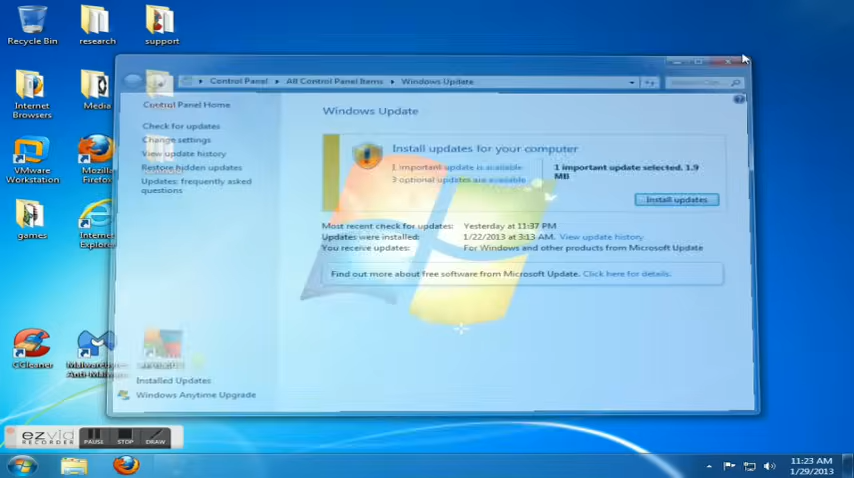 Recycle Bin
research
support
Internet
Browsers
Media
VMware
Workstation
Mozilla
Firefox
games
Internet
Explorer
CCleaner
Malwarebytes
Anti-Malware
Control Panel
All Control Panel Items
Windows Update
Control Panel Home
Check for updates
Change settings
View update history
Restore hidden updates
Updates: frequently asked
questions
Installed Updates
Windows Anytime Upgrade
Windows Update
Install updates for your computer
1 important update is available
3 optional updates are available
1 important update selected, 1.9
MB
Install updates
Most recent check for updates: Yesterday at 11:37 PM
Updates were installed: 1/22/2013 at 3:13 AM. View update history
You receive updates: For Windows and other products from Microsoft Update
Find out more about free software from Microsoft Update. Click here for details.
ezvid
RECORDER
PAUSE
STOP
DRAW
11:23 AM
1/29/2013